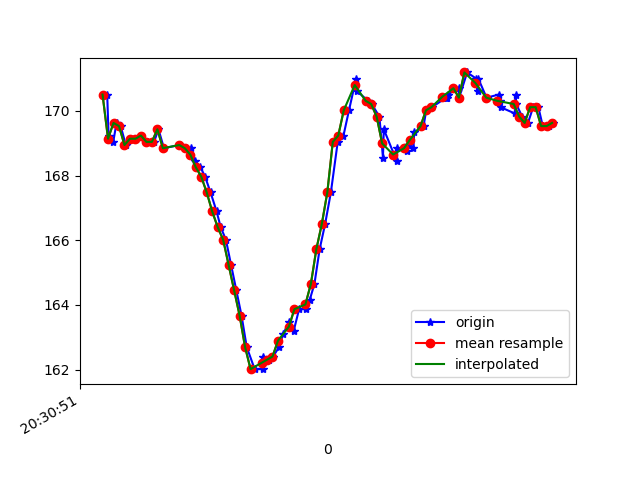 170
168
166
164
162
origin
mean resample
interpolated
20:30:51
0